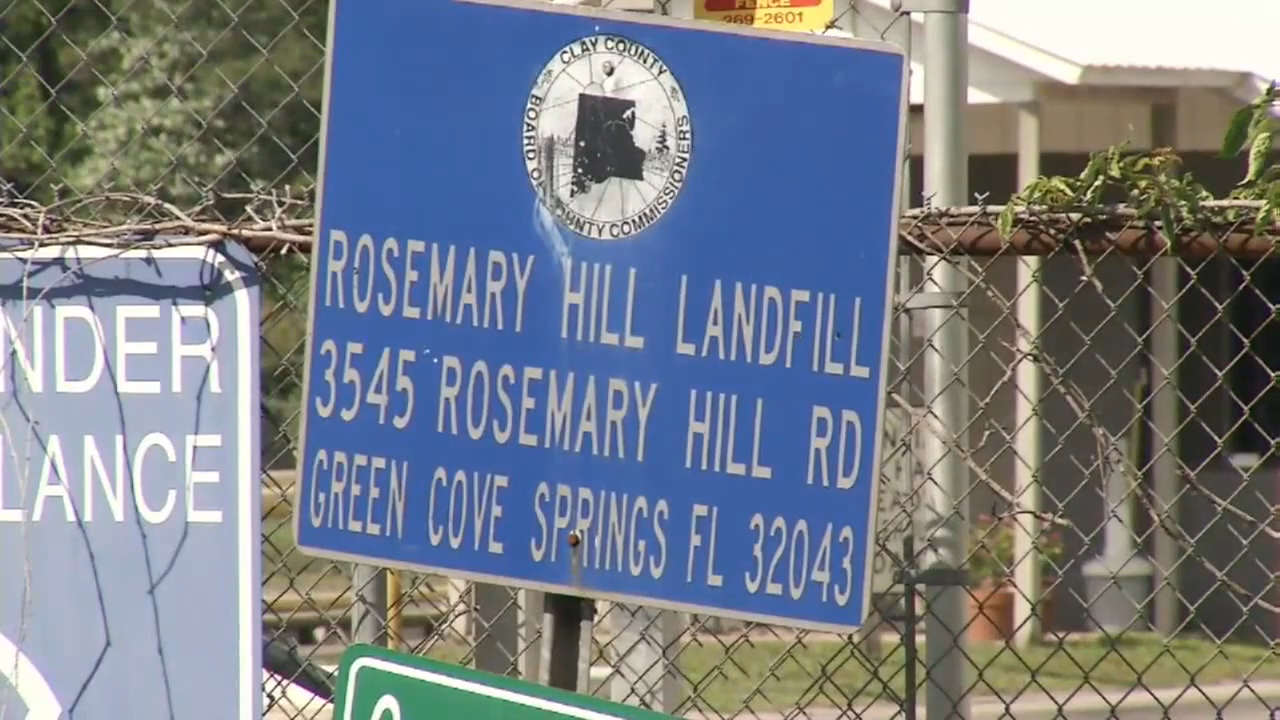 FENCE
269-2601
CLAY COUNTY
BOARD OF COUNTY COMMISSIONERS
ROSEMARY HILL LANDFILL
3545 ROSEMARY HILL RD
GREEN COVE SPRINGS FL 32043
NDER
LANCE